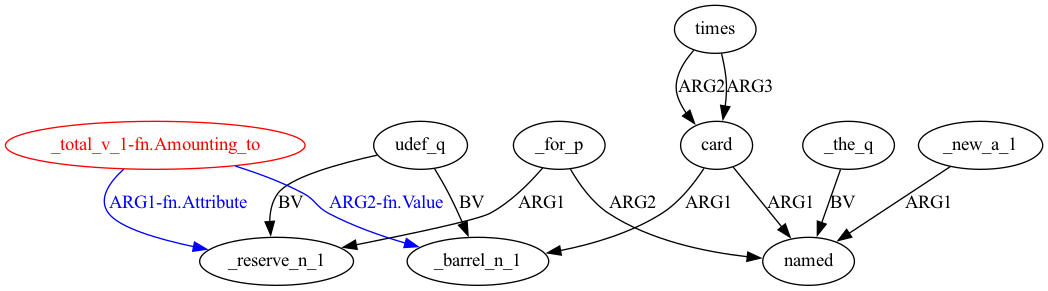 times
ARG2 ARG3
_total_v_1-fn.Amounting_to udef_q _for_p card _the_q _new_a_1
ARG1-fn.Attribute BV ARG2-fn.Value BV ARG1 ARG2 ARG1 ARG1 BV ARG1
_reserve_n_1 _barrel_n_1 named